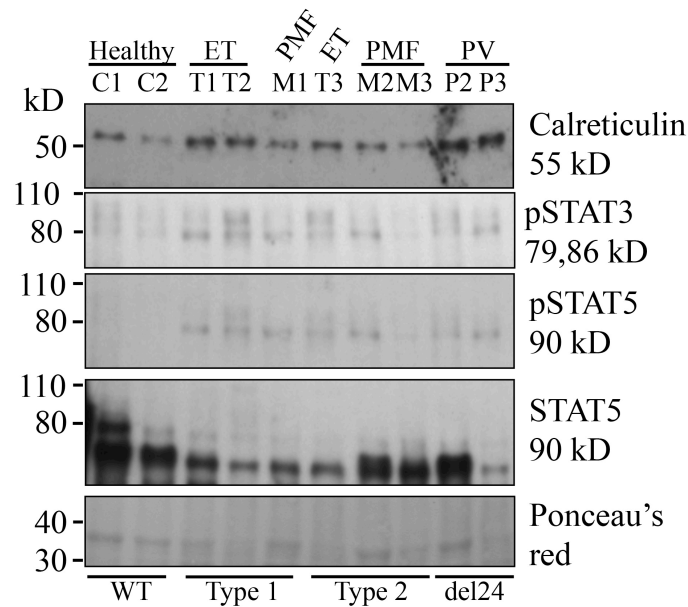 Healthy ET PMF ET PMF PV
C1 C2 T1 T2 M1 T3 M2 M3 P2 P3
kD
50
Calreticulin
55 kD
110
80
pSTAT3
79,86 kD
110
80
pSTAT5
90 kD
110
80
STAT5
90 kD
40
30
Ponceau's
red
WT Type 1 Type 2 del24